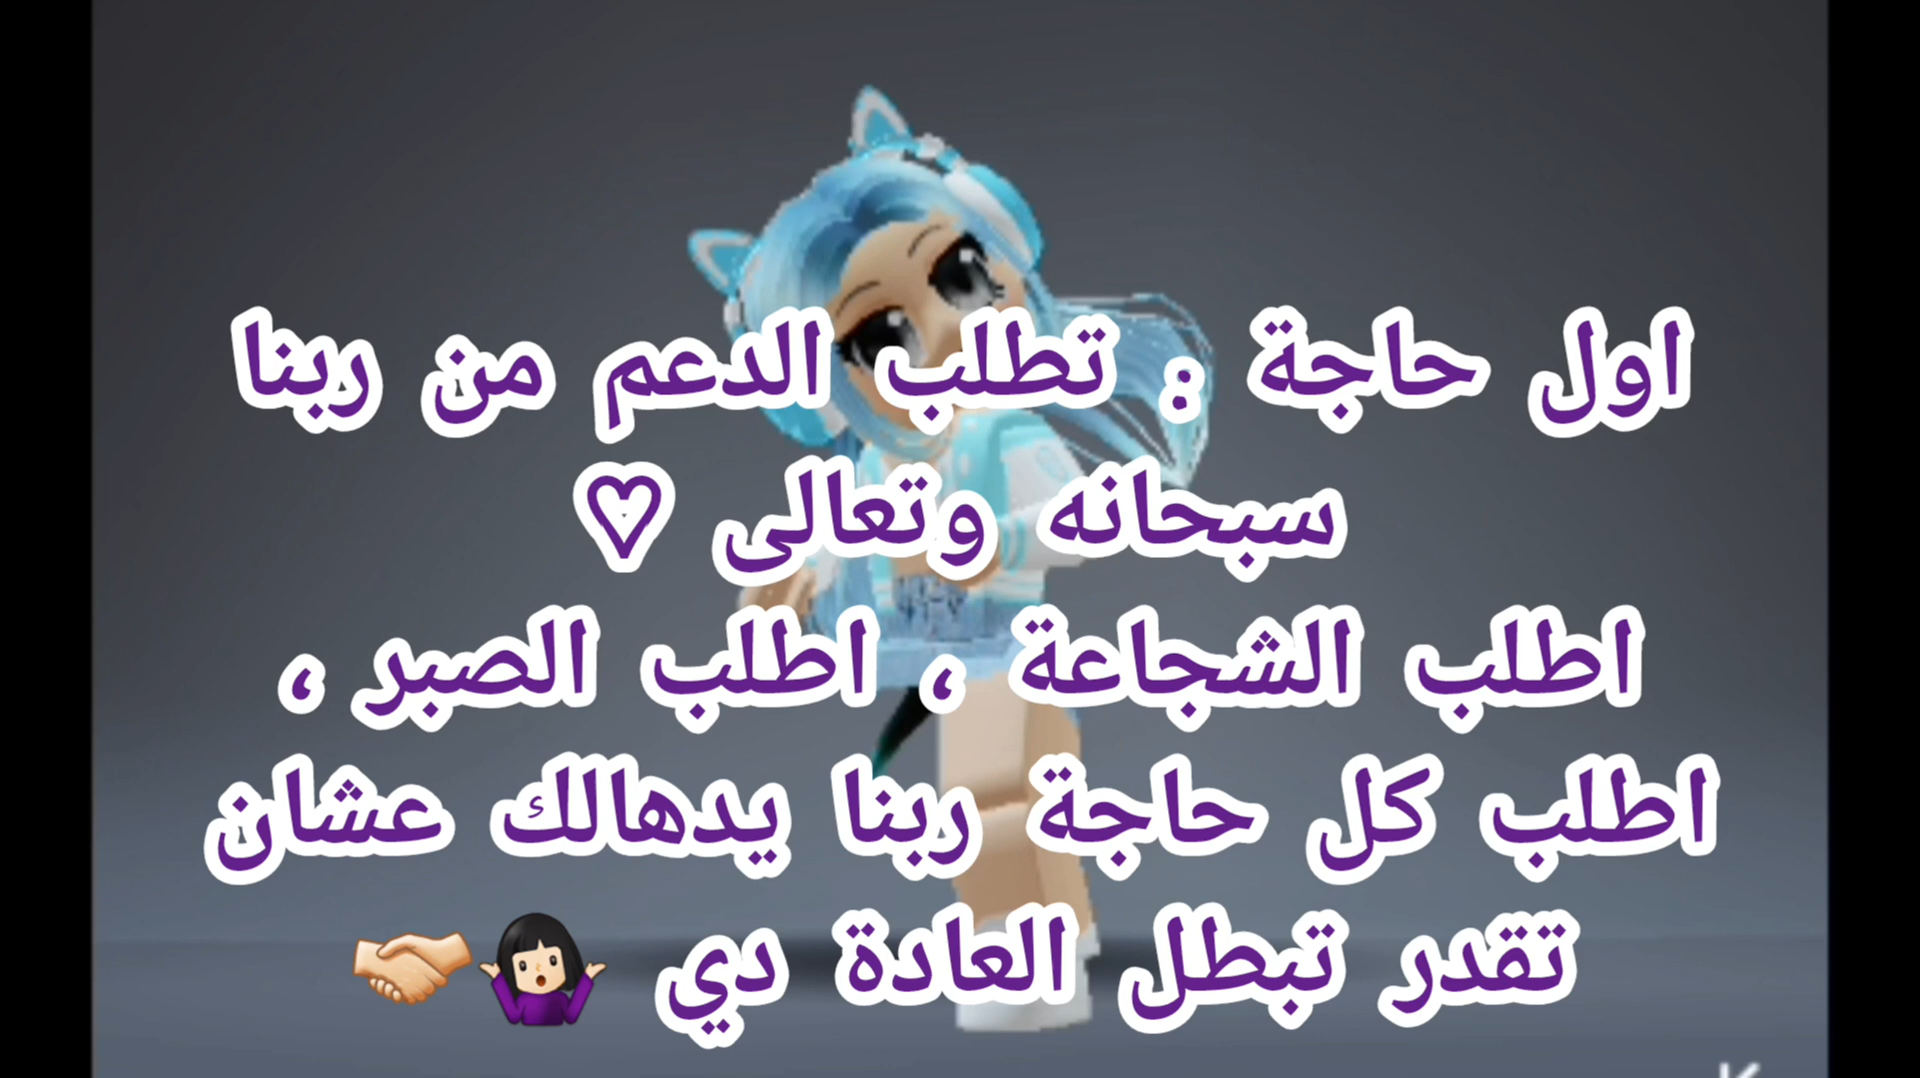 اول حاجة : تطلب الدعم من ربنا
سبحانه وتعالى ♡
اطلب الشجاعة ، اطلب الصبر ،
اطلب كل حاجة ربنا يدهالك عشان
تقدر تبطل العادة دي 🤷🏻‍♀️🤝🏻